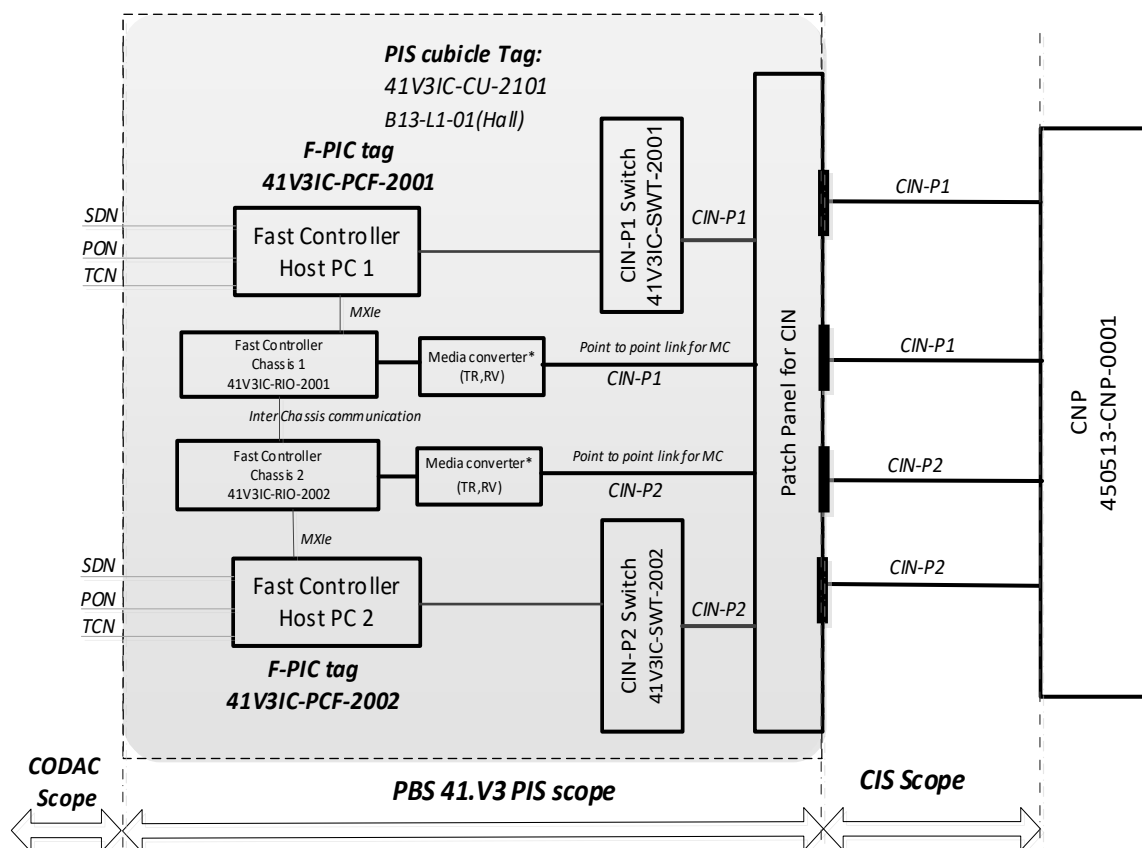 PIS cubicle Tag:
41V3IC-CU-2101
B13-L1-01(Hall)
F-PIC tag
41V3IC-PCF-2001
SDN
PON
TCN
Fast Controller
Host PC 1
CIN-P1 Switch
41V3IC-SWT-2001
CIN-P1
CIN-P1
MXIe
Fast Controller
Chassis 1
41V3IC-RIO-2001
Media converter*
(TR,RV)
Point to point link for MC
CIN-P1
CIN-P1
Inter Chassis communication
Fast Controller
Chassis 2
41V3IC-RIO-2002
Media converter*
(TR,RV)
Point to point link for MC
CIN-P2
CIN-P2
Patch Panel for CIN
CNP
450513-CNP-0001
MXIe
SDN
PON
TCN
Fast Controller
Host PC 2
CIN-P2 Switch
41V3IC-SWT-2002
CIN-P2
CIN-P2
F-PIC tag
41V3IC-PCF-2002
CODAC
Scope
PBS 41.V3 PIS scope
CIS Scope